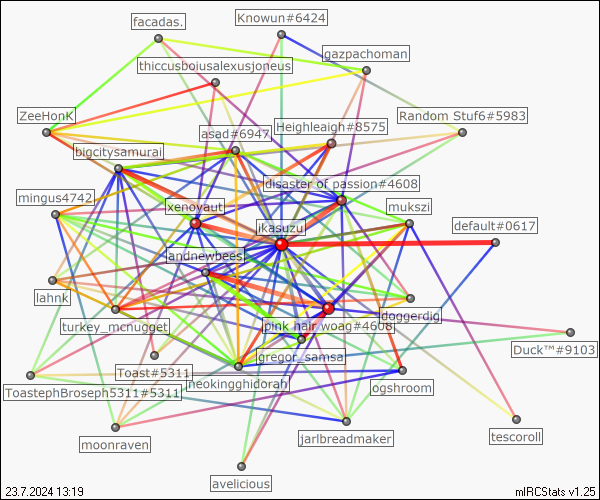 facadas.
Knowun#6424
gazpachoman
thiccusboiusalexusjoneus
ZeeHonK
Random Stuf6#5983
Heighleaigh#8575
asad#6947
bigcitysamurai
disaster of passion#4608
mingus4742
xenoyaut
mukszi
ikasuzu
default#0617
andnewbees
lahnk
doggerdig
turkey_mcnugget
pink hair woag#4608
Duck™#9103
gregor_samsa
Toast#5311
neokingghidorah
ToastephBroseph5311#5311
ogshroom
moonraven
jarlbreadmaker
tescoroll
avelicious
23.7.2024 13:19
mIRCStats v1.25